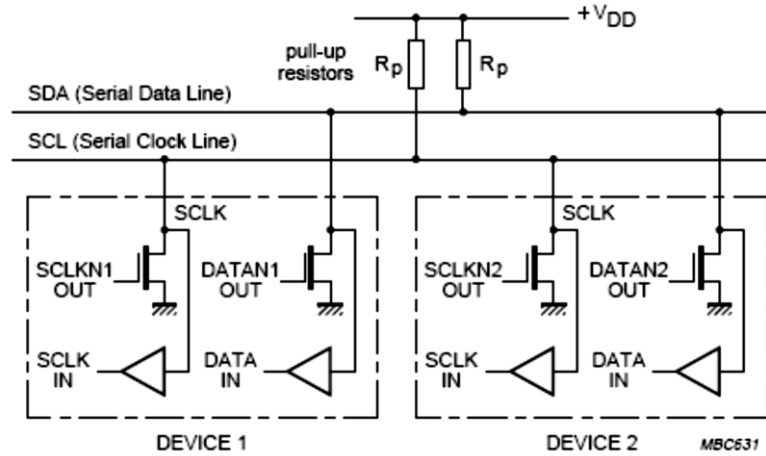 +VDD
pull-up
resistors
Rp
Rp
SDA (Serial Data Line)
SCL (Serial Clock Line)
SCLK
SCLK
SCLKN1
OUT
DATAN1
OUT
SCLKN2
OUT
DATAN2
OUT
SCLK
IN
DATA
IN
SCLK
IN
DATA
IN
DEVICE 1
DEVICE 2
MBC631